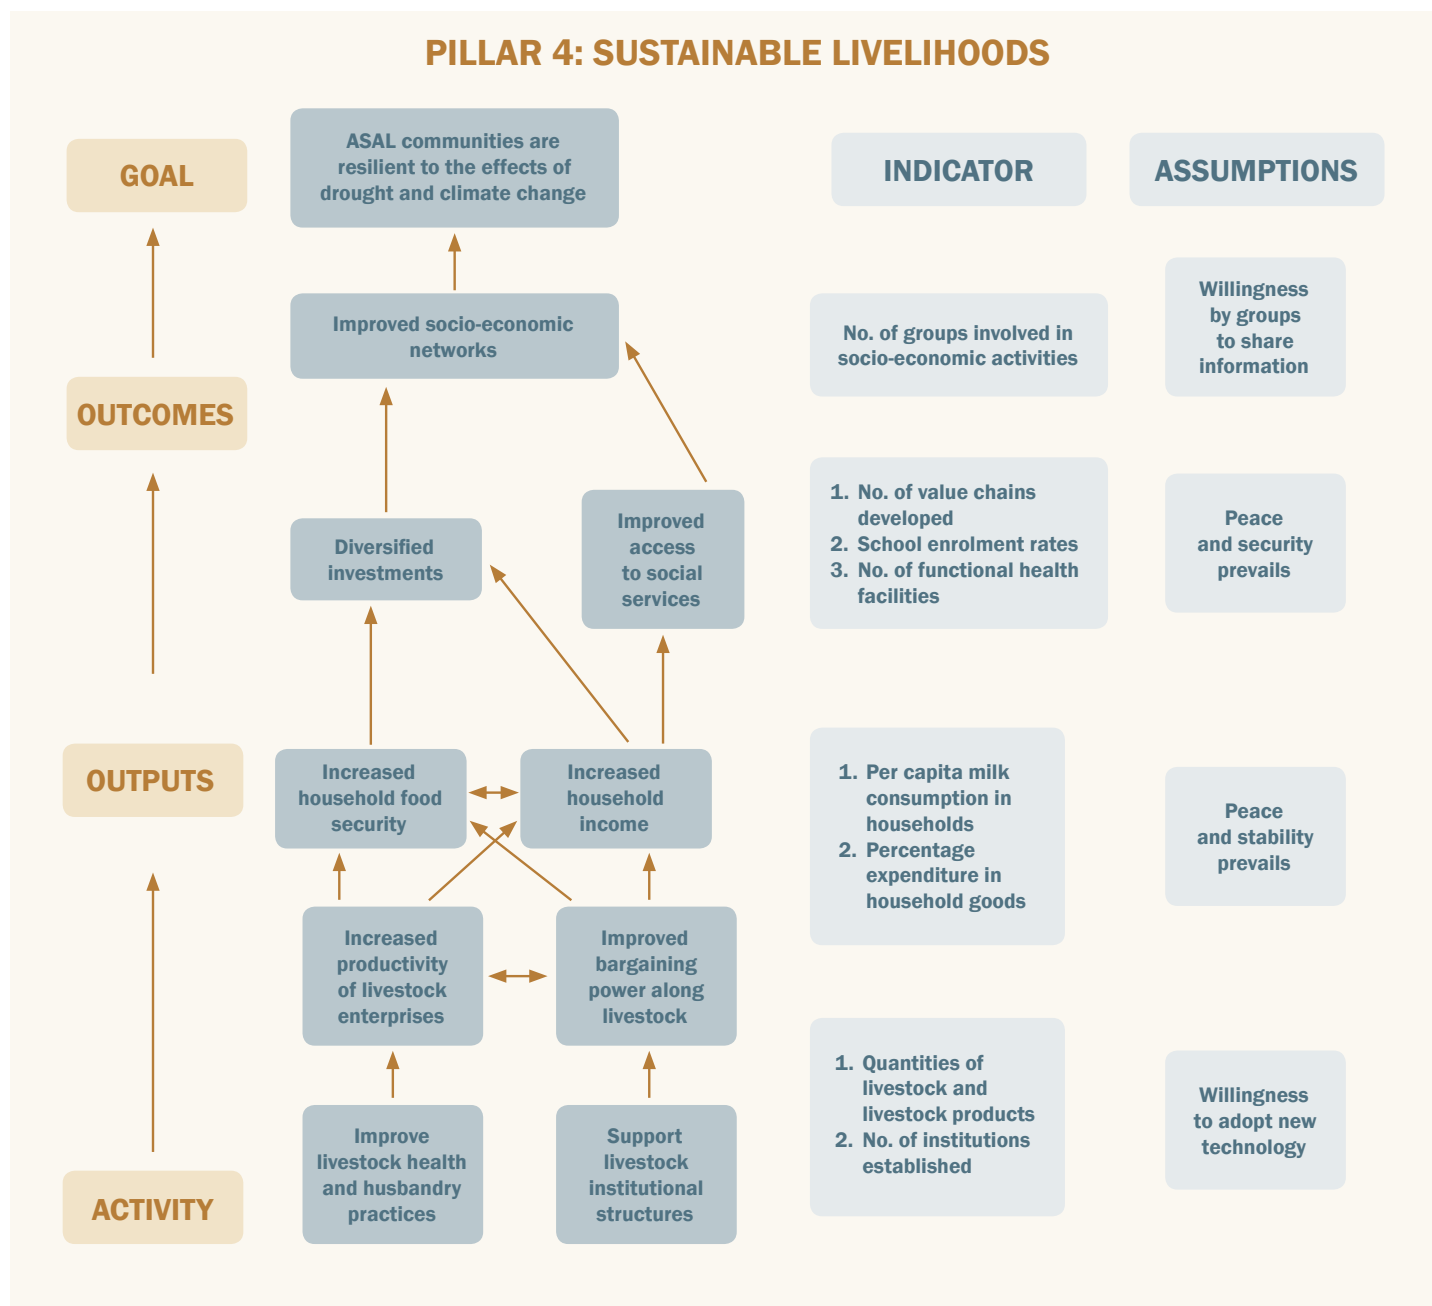 PILLAR 4: SUSTAINABLE LIVELIHOODS
GOAL
ASAL communities are
resilient to the effects of
drought and climate change
INDICATOR
ASSUMPTIONS
Improved socio-economic
networks
No. of groups involved in
socio-economic activities
Willingness
by groups
to share
information
OUTCOMES
Diversified
investments
Improved
access
to social
services
1. No. of value chains
developed
2. School enrolment rates
3. No. of functional health
facilities
Peace
and security
prevails
OUTPUTS
Increased
household food
security
Increased
household
income
1. Per capita milk
consumption in
households
2. Percentage
expenditure in
household goods
Peace
and stability
prevails
Increased
productivity
of livestock
enterprises
Improved
bargaining
power along
livestock
1. Quantities of
livestock and
livestock products
2. No. of institutions
established
Willingness
to adopt new
technology
ACTIVITY
Improve
livestock health
and husbandry
practices
Support
livestock
institutional
structures